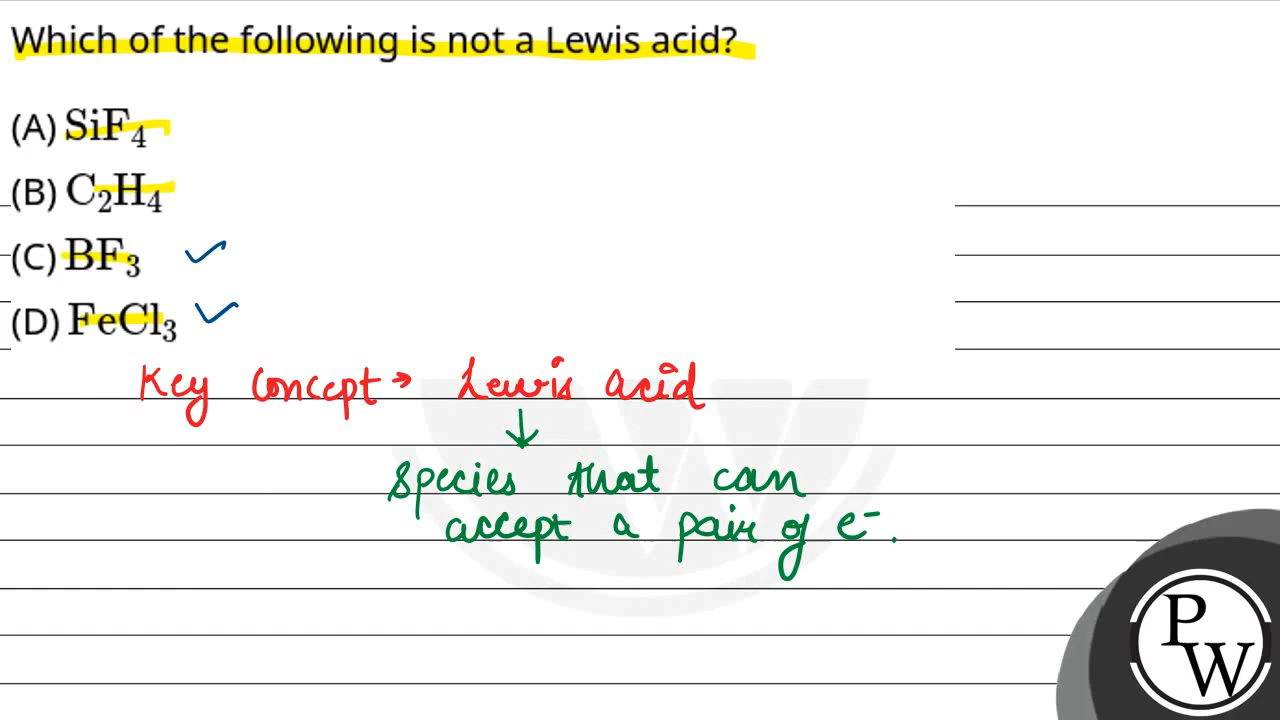 Which of the following is not a Lewis acid?
(A) SiF₄
(B) C₂H₄
(C) BF₃ ✓
(D) FeCl₃ ✓
Key Concept → Lewis acid
↓
Species that can
accept a pair of e⁻.
PW
PW